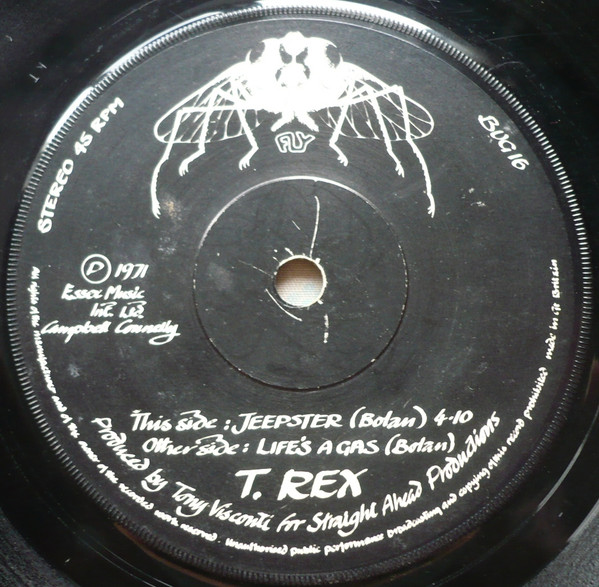 FLY
STEREO 45 RPM
BUG 16
Ⓟ 1971
Essex Music
Int. Ltd
Campbell Connelly
This side: JEEPSTER (Bolan) 4·10
Other side: LIFE'S A GAS (Bolan)
T. REX
Produced by Tony Visconti for Straight Ahead Productions
All rights of the manufacturer and of the owner of the recorded work reserved. Unauthorised public performance broadcasting and copying of this record prohibited made in Gt Britain